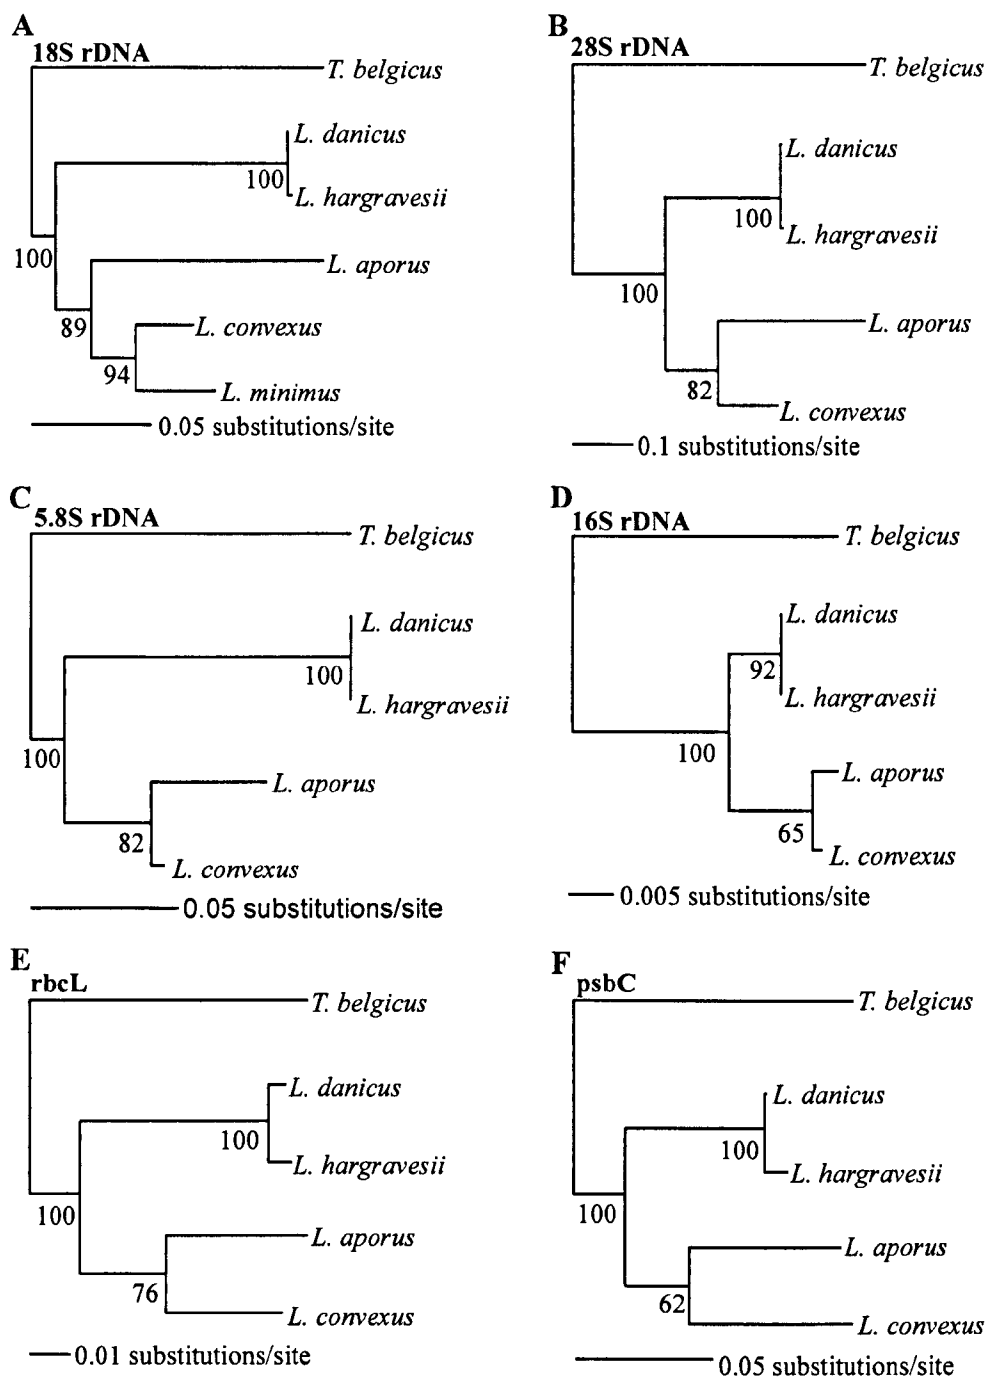 A
18S rDNA
T. belgicus
L. danicus
100
L. hargravesii
100
L. aporus
89
L. convexus
94
L. minimus
0.05 substitutions/site
B
28S rDNA
T. belgicus
L. danicus
100
L. hargravesii
100
L. aporus
82
L. convexus
0.1 substitutions/site
C
5.8S rDNA
T. belgicus
L. danicus
100
L. hargravesii
100
L. aporus
82
L. convexus
0.05 substitutions/site
D
16S rDNA
T. belgicus
L. danicus
92
L. hargravesii
100
L. aporus
65
L. convexus
0.005 substitutions/site
E
rbcL
T. belgicus
L. danicus
100
L. hargravesii
100
L. aporus
76
L. convexus
0.01 substitutions/site
F
psbC
T. belgicus
L. danicus
100
L. hargravesii
100
L. aporus
62
L. convexus
0.05 substitutions/site